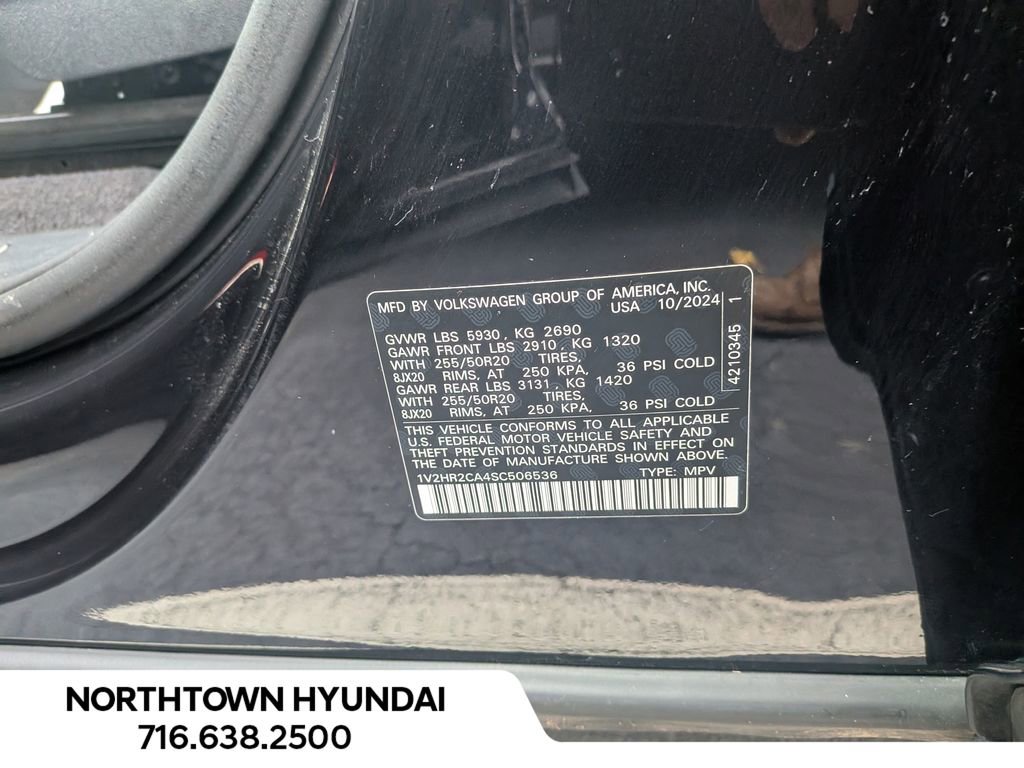 MFD BY VOLKSWAGEN GROUP OF AMERICA, INC.
USA 10/2024
GVWR LBS 5930, KG 2690
GAWR FRONT LBS 2910, KG 1320
WITH 255/50R20 TIRES,
8JX20 RIMS, AT 250 KPA, 36 PSI COLD
GAWR REAR LBS 3131, KG 1420
WITH 255/50R20 TIRES,
8JX20 RIMS, AT 250 KPA, 36 PSI COLD
4210345 1
THIS VEHICLE CONFORMS TO ALL APPLICABLE
U.S. FEDERAL MOTOR VEHICLE SAFETY AND
THEFT PREVENTION STANDARDS IN EFFECT ON
THE DATE OF MANUFACTURE SHOWN ABOVE.
1V2HR2CA4SC506536 TYPE: MPV
NORTHTOWN HYUNDAI
716.638.2500